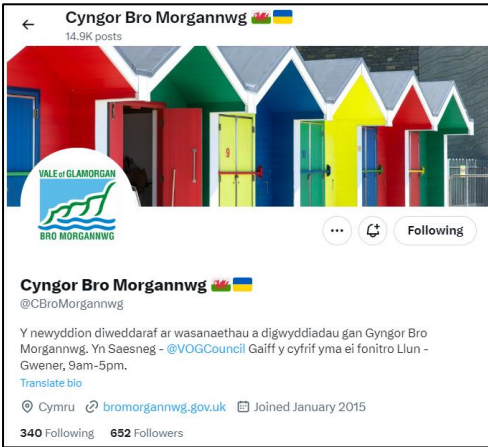 Cyngor Bro Morgannwg 🏴󠁧󠁢󠁷󠁬󠁳󠁿🇺🇦
14.9K posts
9
VALE of GLAMORGAN
BRO MORGANNWG
Following
Cyngor Bro Morgannwg 🏴󠁧󠁢󠁷󠁬󠁳󠁿🇺🇦
@CBroMorgannwg
Y newyddion diweddaraf ar wasanaethau a digwyddiadau gan Gyngor Bro
Morgannwg. Yn Saesneg - @VOGCouncil Gaiff y cyfrif yma ei fonitro Llun -
Gwener, 9am-5pm.
Translate bio
Cymru bromorgannwg.gov.uk Joined January 2015
340 Following 652 Followers